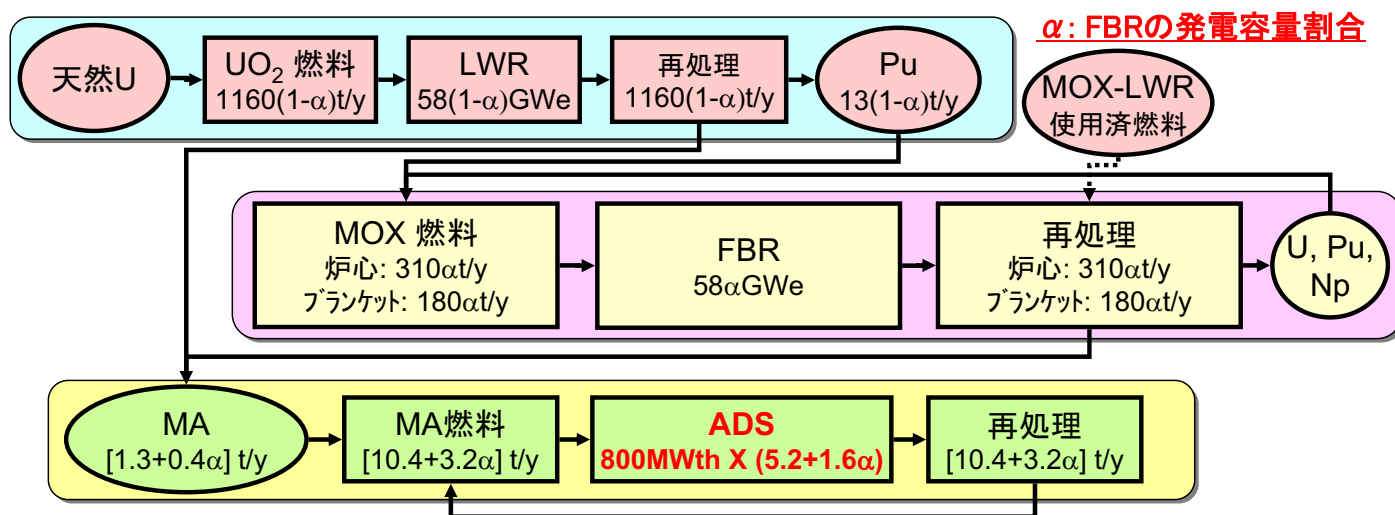 α: FBRの発電容量割合
天然U
UO₂ 燃料
1160(1-α)t/y
LWR
58(1-α)GWe
再処理
1160(1-α)t/y
Pu
13(1-α)t/y
MOX-LWR
使用済燃料
MOX 燃料
炉心: 310αt/y
ブランケット: 180αt/y
FBR
58αGWe
再処理
炉心: 310αt/y
ブランケット: 180αt/y
U, Pu,
Np
MA
[1.3+0.4α] t/y
MA燃料
[10.4+3.2α] t/y
ADS
800MWth X (5.2+1.6α)
再処理
[10.4+3.2α] t/y